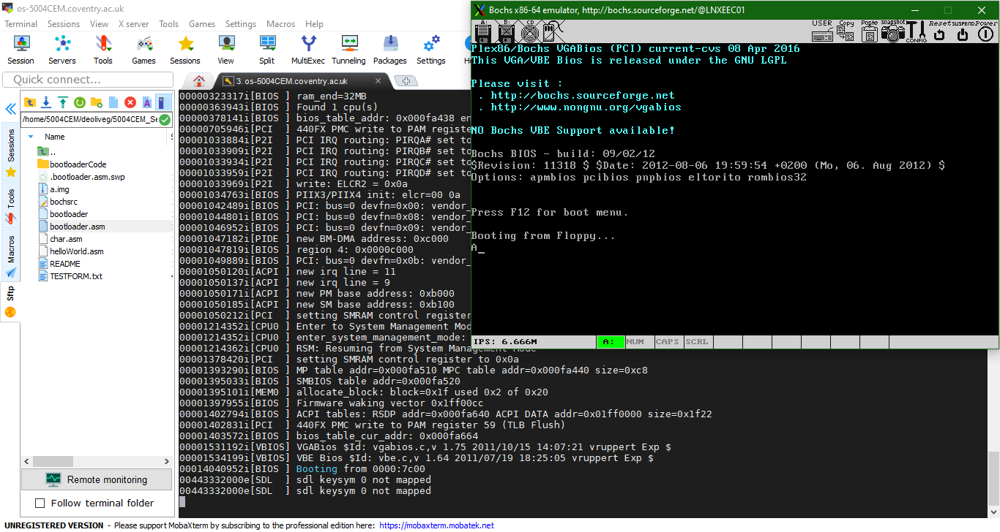 os-5004CEM.coventry.ac.uk
Terminal Sessions View X server Tools Games Settings Macros Help
Session Servers Tools Games Sessions View Split MultiExec Tunneling Packages Settings
Quick connect...
3. os-5004CEM.coventry.ac.uk
/home/5004CEM/deoliveg/5004CEM_Se
Name
..
bootloaderCode
.bootloader.asm.swp
a.img
bochsrc
bootloader
bootloader.asm
char.asm
helloWorld.asm
README
TESTFORM.txt
Sessions
Tools
Macros
Sftp
Remote monitoring
Follow terminal folder
00000323317i[BIOS ] ram_end=32MB
00000363943i[BIOS ] Found 1 cpu(s)
00000378141i[BIOS ] bios_table_addr: 0x000fa438 en
00000705946i[PCI ] 440FX PMC write to PAM registe
00001033884i[P2I ] PCI IRQ routing: PIRQA# set to
00001033909i[P2I ] PCI IRQ routing: PIRQB# set to
00001033934i[P2I ] PCI IRQ routing: PIRQC# set to
00001033959i[P2I ] PCI IRQ routing: PIRQD# set to
00001033969i[P2I ] write: ELCR2 = 0x0a
00001034763i[BIOS ] PIIX3/PIIX4 init: elcr=00 0a
00001042489i[BIOS ] PCI: bus=0 devfn=0x00: vendor_
00001044801i[BIOS ] PCI: bus=0 devfn=0x08: vendor_
00001046952i[BIOS ] PCI: bus=0 devfn=0x09: vendor_
00001047182i[PIDE ] new BM-DMA address: 0xc000
00001047819i[BIOS ] region 4: 0x0000c000
00001049889i[BIOS ] PCI: bus=0 devfn=0x0b: vendor_
00001050120i[ACPI ] new irq line = 11
00001050137i[ACPI ] new irq line = 9
00001050171i[ACPI ] new PM base address: 0xb000
00001050185i[ACPI ] new SM base address: 0xb100
00001050212i[PCI ] setting SMRAM control register
00001214352i[CPU0 ] Enter to System Management Mod
00001214352i[CPU0 ] enter_system_management_mode:
00001214362i[CPU0 ] RSM: Resuming from System Management Mode
00001378420i[PCI ] setting SMRAM control register to 0x0a
00001393290i[BIOS ] MP table addr=0x000fa510 MPC table addr=0x000fa440 size=0xc8
00001395033i[BIOS ] SMBIOS table addr=0x000fa520
00001395101i[MEM0 ] allocate_block: block=0x1f used 0x2 of 0x20
00001397955i[BIOS ] Firmware waking vector 0x1ff00cc
00001402794i[BIOS ] ACPI tables: RSDP addr=0x000fa640 ACPI DATA addr=0x01ff0000 size=0x1f22
00001402831i[PCI ] 440FX PMC write to PAM register 59 (TLB Flush)
00001403572i[BIOS ] bios_table_cur_addr: 0x000fa664
00001531192i[VBIOS] VGABios $Id: vgabios.c,v 1.75 2011/10/15 14:07:21 vruppert Exp $
00001534199i[VBIOS] VBE Bios $Id: vbe.c,v 1.64 2011/07/19 18:25:05 vruppert Exp $
00014040952i[BIOS ] Booting from 0000:7c00
00443332000e[SDL ] sdl keysym 0 not mapped
00443332000e[SDL ] sdl keysym 0 not mapped
Bochs x86-64 emulator, http://bochs.sourceforge.net/@LNXEEC01
A: B: CD USER Copy Paste snapshot CONFIG Reset SUSPEND Power
Plex86/Bochs VGABios (PCI) current-cvs 08 Apr 2016
This VGA/VBE Bios is released under the GNU LGPL
Please visit :
. http://bochs.sourceforge.net
. http://www.nongnu.org/vgabios
NO Bochs VBE Support available!
Bochs BIOS - build: 09/02/12
$Revision: 11318 $ $Date: 2012-08-06 19:59:54 +0200 (Mo, 06. Aug 2012) $
Options: apmbios pcibios pnpbios eltorito rombios32
Press F12 for boot menu.
Booting from Floppy...
A_
IPS: 6.666M A: NUM CAPS SCRL
UNREGISTERED VERSION - Please support MobaXterm by subscribing to the professional edition here: https://mobaxterm.mobatek.net